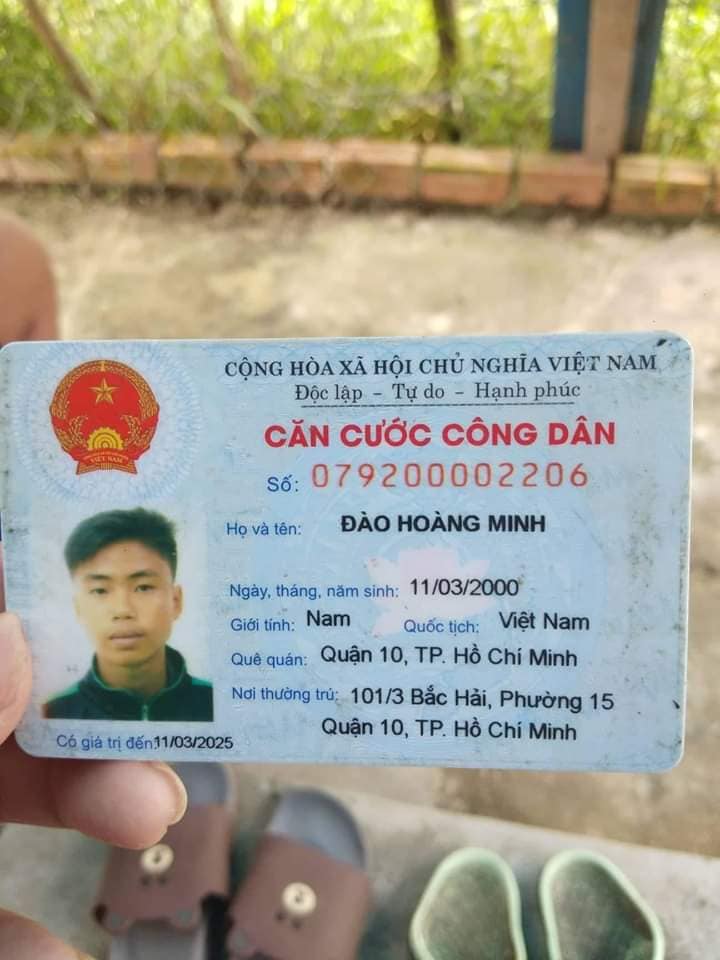 CỘNG HÒA XÃ HỘI CHỦ NGHĨA VIỆT NAM
Độc lập – Tự do – Hạnh phúc
CĂN CƯỚC CÔNG DÂN
Số: 079200002206
Họ và tên: ĐÀO HOÀNG MINH
Ngày, tháng, năm sinh: 11/03/2000
Giới tính: Nam Quốc tịch: Việt Nam
Quê quán: Quận 10, TP. Hồ Chí Minh
Nơi thường trú: 101/3 Bắc Hải, Phường 15
Quận 10, TP. Hồ Chí Minh
Có giá trị đến: 11/03/2025
VIỆT NAM